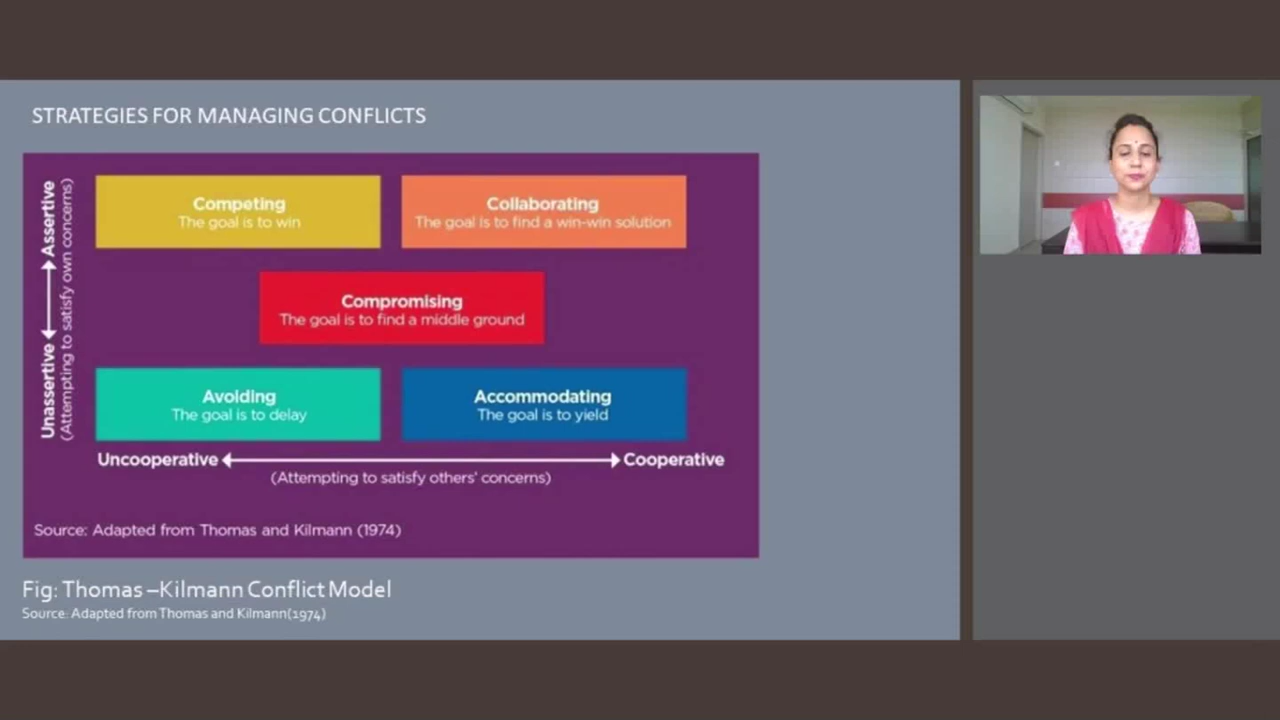 STRATEGIES FOR MANAGING CONFLICTS
Unassertive Assertive
(Attempting to satisfy own concerns)
Competing
The goal is to win
Collaborating
The goal is to find a win-win solution
Compromising
The goal is to find a middle ground
Avoiding
The goal is to delay
Accommodating
The goal is to yield
Uncooperative Cooperative
(Attempting to satisfy others' concerns)
Source: Adapted from Thomas and Kilmann (1974)
Fig: Thomas –Kilmann Conflict Model
Source: Adapted from Thomas and Kilmann(1974)